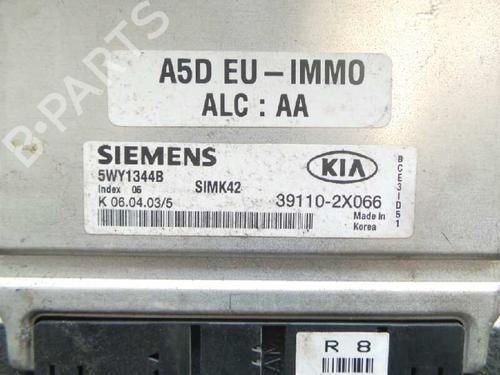 A5D EU-IMMO
ALC : AA
SIEMENS
KIA
5WY1344B
Index 06
SIMK42
K 06.04.03/5
39110-2X066
Made in
Korea
BCE3ID51
R 8
B-PARTS